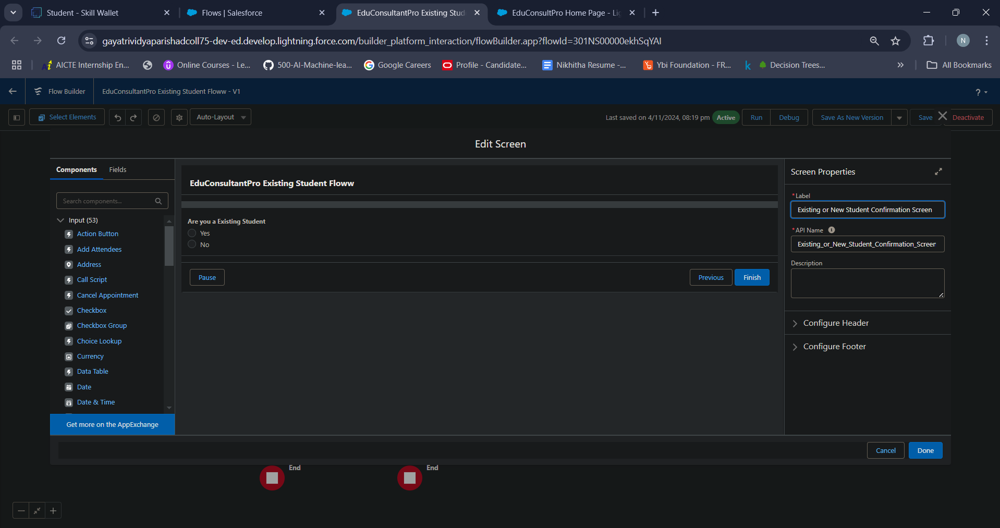 Student - Skill Wallet
Flows | Salesforce
EduConsultantPro Existing Stud
EduConsultPro Home Page - Lig
gayatrividyaparishadcoll75-dev-ed.develop.lightning.force.com/builder_platform_interaction/flowBuilder.app?flowId=301NS00000ekhSqYAI
N
AICTE Internship En...
Online Courses - Le...
500-AI-Machine-lea...
Google Careers
Profile - Candidate...
Nikhitha Resume -...
Ybi Foundation - FR...
k
Decision Trees...
All Bookmarks
Flow Builder
EduConsultantPro Existing Student Floww - V1
?
Select Elements
Auto-Layout
Last saved on 4/11/2024, 08:19 pm
Active
Run
Debug
Save As New Version
Save
Deactivate
Edit Screen
Components
Fields
Search components...
Input (53)
Action Button
Add Attendees
Address
Call Script
Cancel Appointment
Checkbox
Checkbox Group
Choice Lookup
Currency
Data Table
Date
Date & Time
Get more on the AppExchange
EduConsultantPro Existing Student Floww
Are you a Existing Student
Yes
No
Pause
Previous
Finish
Screen Properties
*Label
Existing or New Student Confirmation Screen
*API Name
Existing_or_New_Student_Confirmation_Screen
Description
Configure Header
Configure Footer
Cancel
Done
End
End